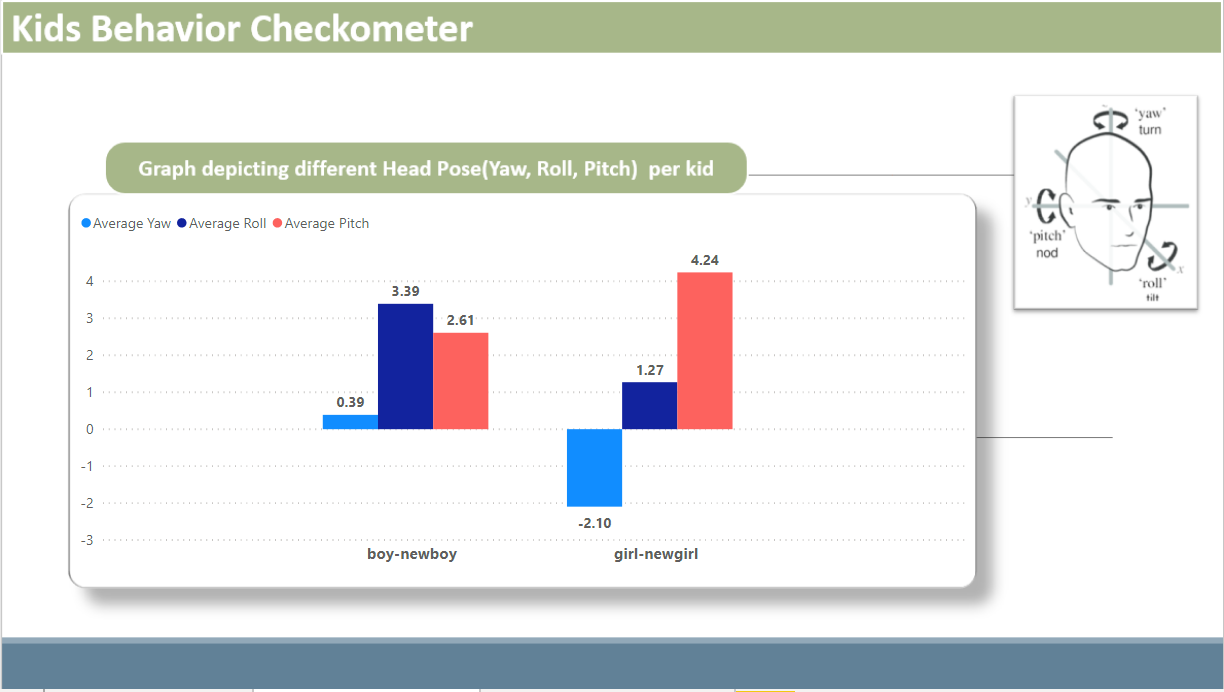 Kids Behavior Checkometer
'yaw'
turn
Graph depicting different Head Pose(Yaw, Roll, Pitch) per kid
y
'pitch'
nod
x
'roll'
tilt
Average Yaw Average Roll Average Pitch
4
3
2
1
0
-1
-2
-3
0.39
3.39
2.61
-2.10
1.27
4.24
boy-newboy
girl-newgirl